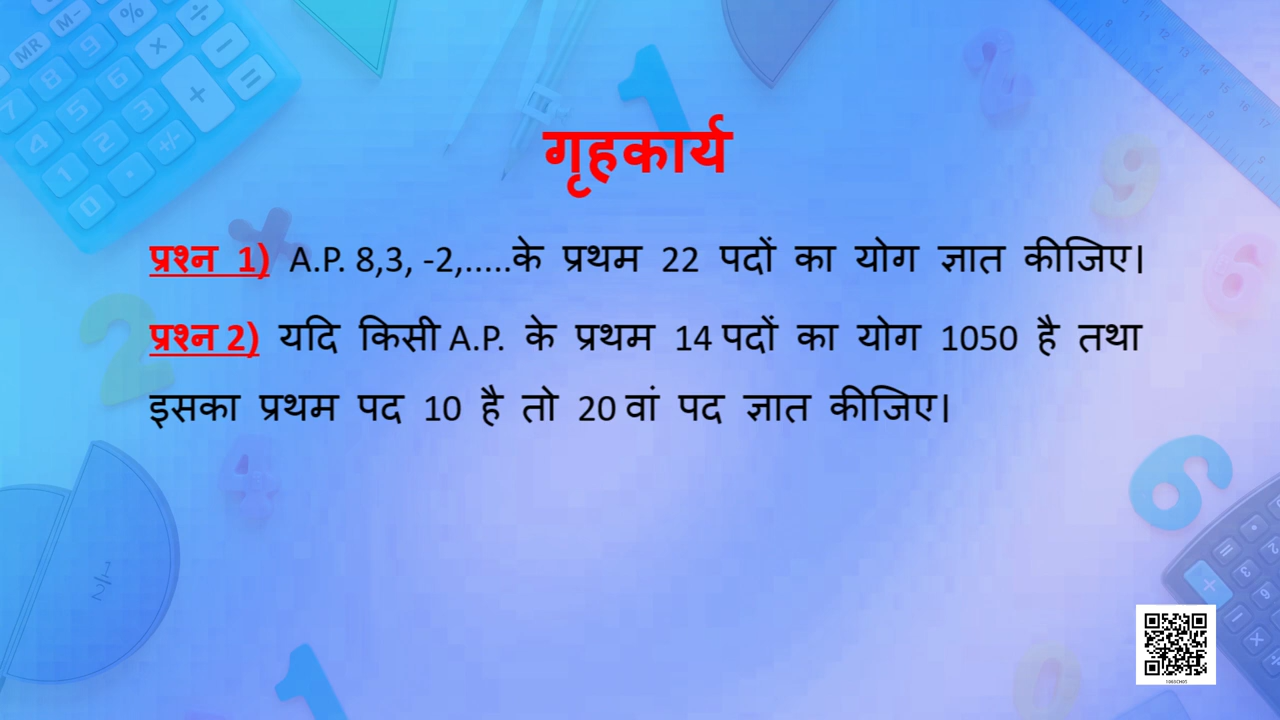 गृहकार्य
प्रश्न 1) A.P. 8,3, -2,.....के प्रथम 22 पदों का योग ज्ञात कीजिए।
प्रश्न 2) यदि किसी A.P. के प्रथम 14 पदों का योग 1050 है तथा
इसका प्रथम पद 10 है तो 20 वां पद ज्ञात कीजिए।